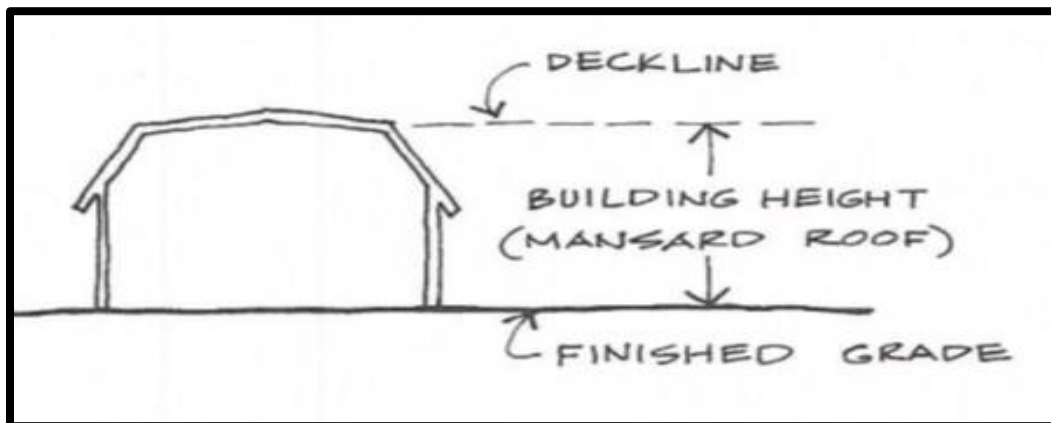 DECKLINE
BUILDING HEIGHT
(MANSARD ROOF)
FINISHED GRADE